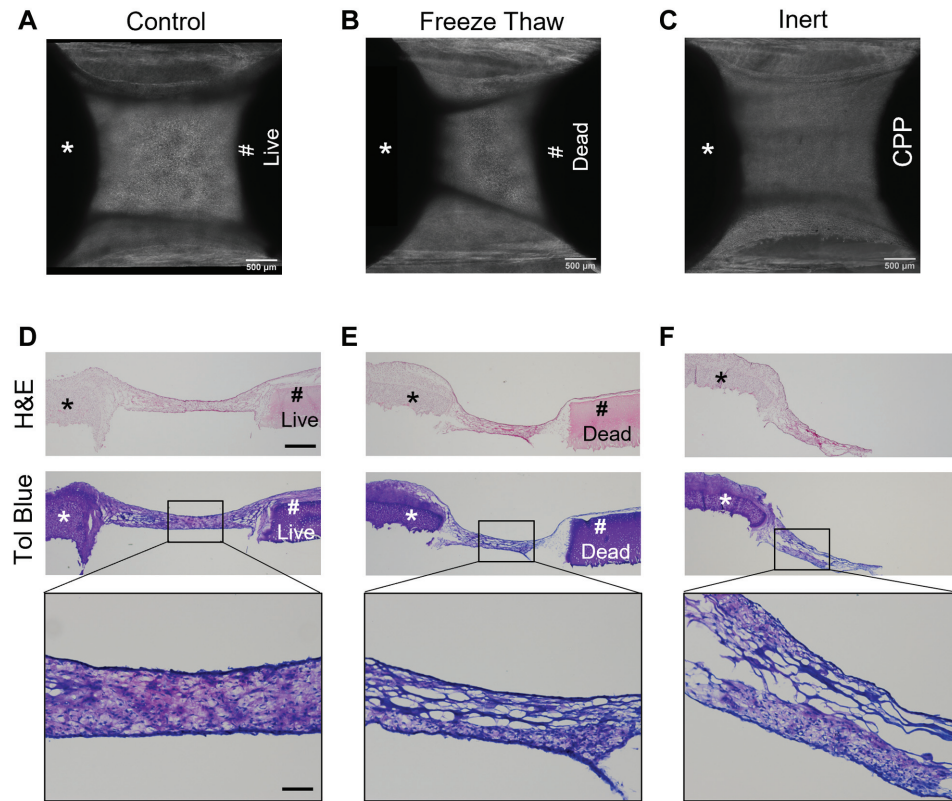 A Control
B Freeze Thaw
C Inert
* # Live
* # Dead
* CPP
500 µm
500 µm
500 µm
D
E
F
H&E
* # Live
* # Dead
*
Tol Blue
* # Live
* # Dead
*